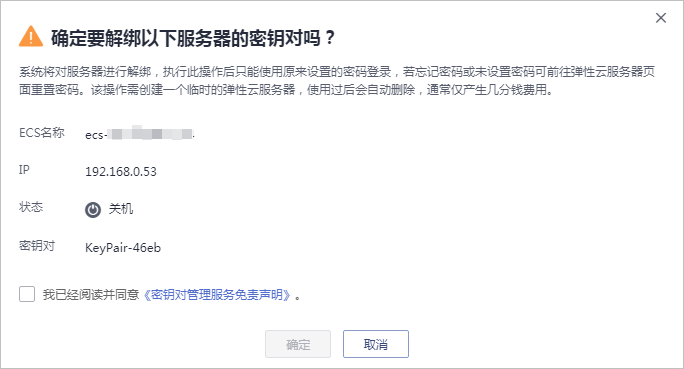 确定要解绑以下服务器的密钥对吗？
系统将对服务器进行解绑，执行此操作后只能使用原来设置的密码登录，若忘记密码或未设置密码可前往弹性云服务器页
面重置密码。该操作需创建一个临时的弹性云服务器，使用过后会自动删除，通常仅产生几分钱费用。
ECS名称 ecs-
IP 192.168.0.53
状态 关机
密钥对 KeyPair-46eb
我已经阅读并同意《密钥对管理服务免责声明》。
确定 取消